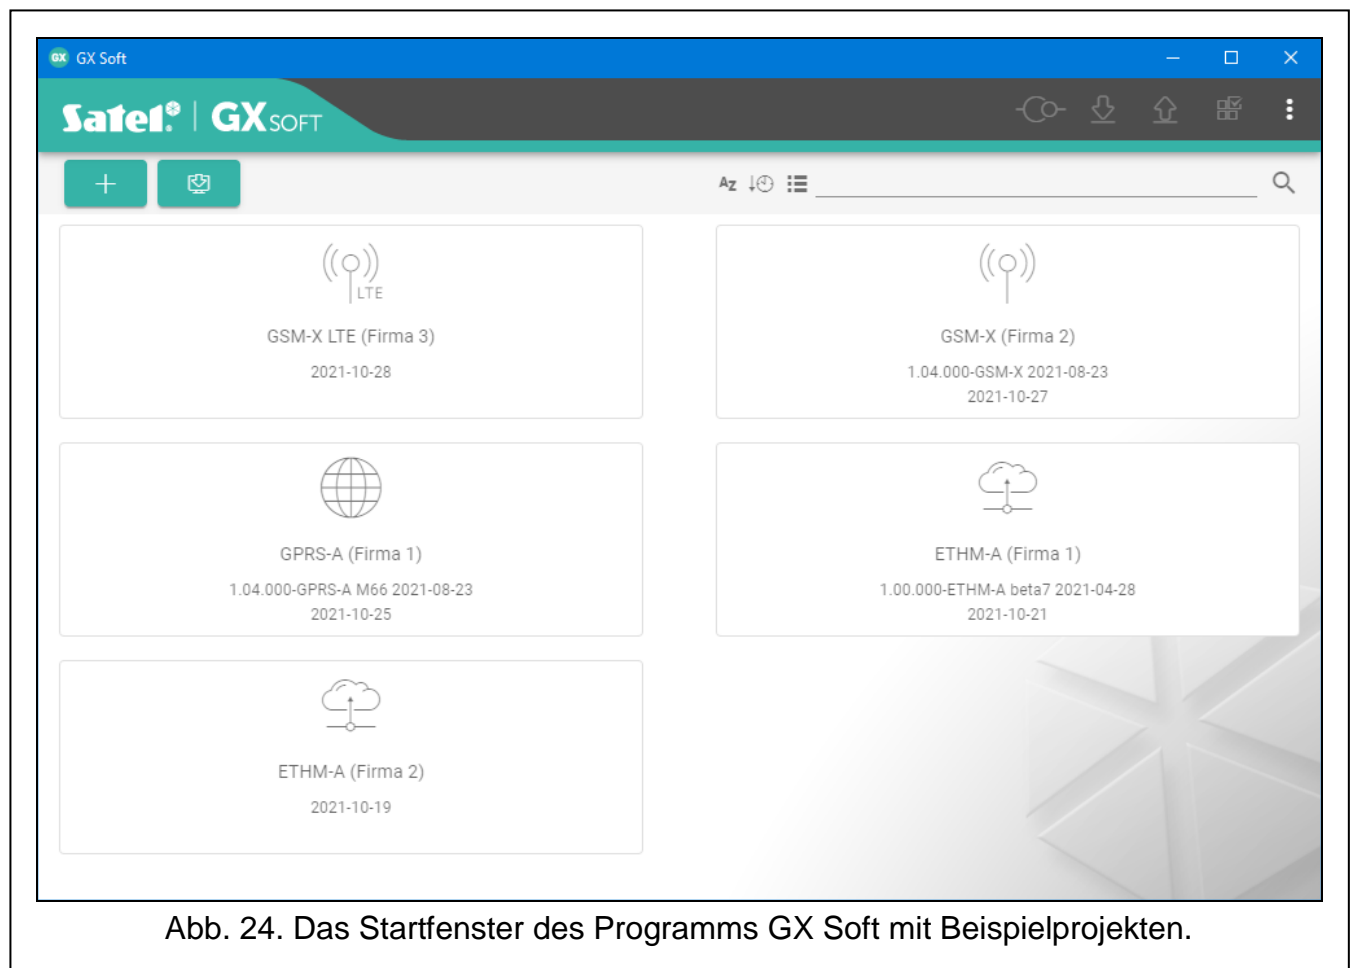 GX GX Soft
Satel® | GX SOFT
AZ
LTE
GSM-X LTE (Firma 3)
2021-10-28
GSM-X (Firma 2)
1.04.000-GSM-X 2021-08-23
2021-10-27
GPRS-A (Firma 1)
1.04.000-GPRS-A M66 2021-08-23
2021-10-25
ETHM-A (Firma 1)
1.00.000-ETHM-A beta7 2021-04-28
2021-10-21
ETHM-A (Firma 2)
2021-10-19
Abb. 24. Das Startfenster des Programms GX Soft mit Beispielprojekten.